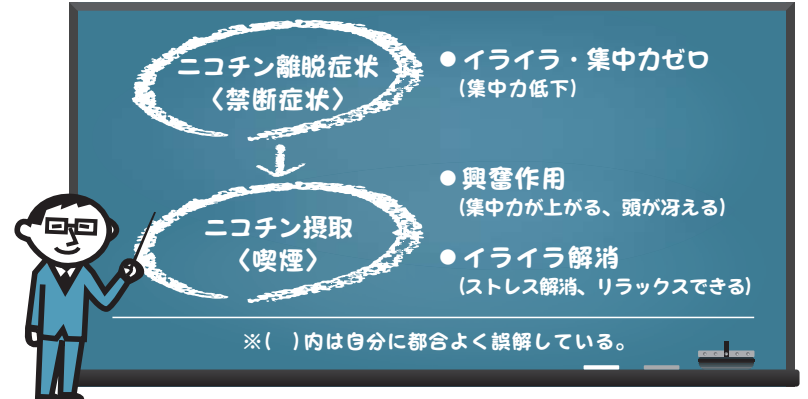 ニコチン離脱症状
〈禁断症状〉
●イライラ・集中力ゼロ
(集中力低下)
ニコチン摂取
〈喫煙〉
●興奮作用
(集中力が上がる、頭が冴える)
●イライラ解消
(ストレス解消、リラックスできる)
※(　)内は自分に都合よく誤解している。